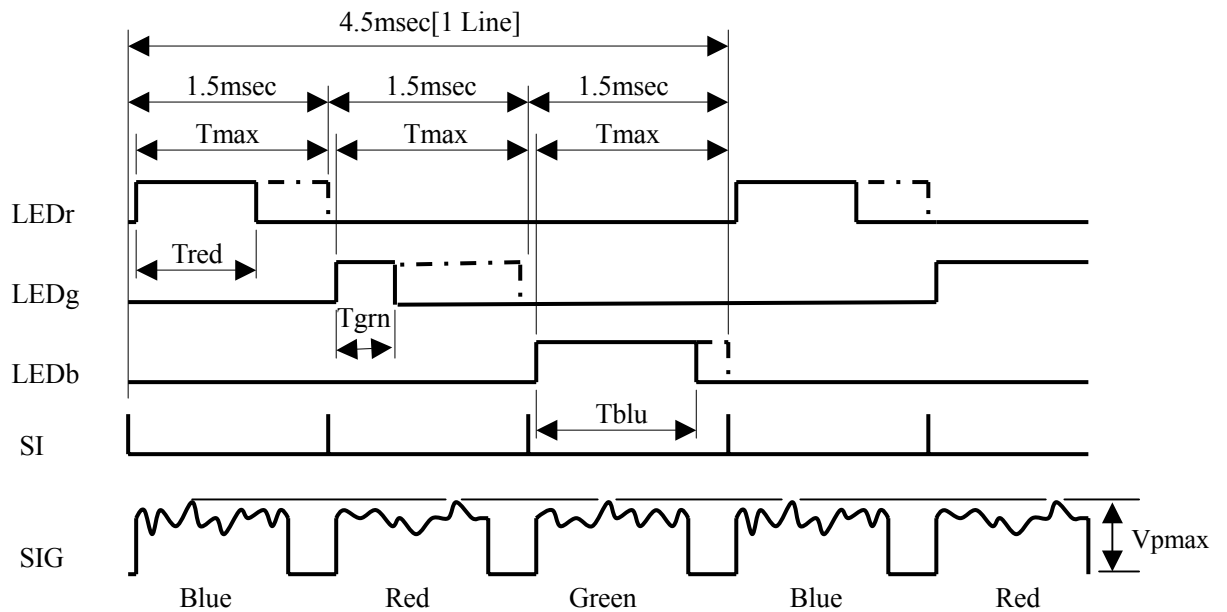 4.5msec[1 Line]
1.5msec 1.5msec 1.5msec
Tmax Tmax Tmax
LEDr
Tred
LEDg
Tgrn
LEDb
Tblu
SI
SIG
Vpmax
Blue Red Green Blue Red